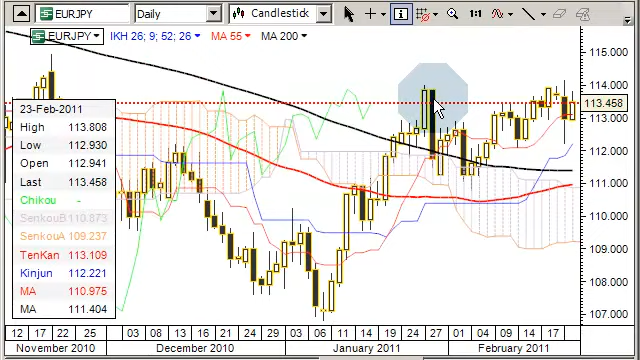 EURJPY
Daily
Candlestick
1:1
EURJPY
IKH 26; 9; 52; 26
MA 55
MA 200
115.000
114.000
113.458
113.000
112.000
111.000
110.000
109.000
108.000
107.000
23-Feb-2011
High 113.808
Low 112.930
Open 112.941
Last 113.458
Chikou -
SenkouB 110.873
SenkouA 109.237
TenKan 113.109
Kinjun 112.221
MA 110.975
MA 111.404
12 17 22 25 03 08 13 16 21 24 29 03 06 11 14 19 24 27 01 04 09 14 17
November 2010 December 2010 January 2011 February 2011